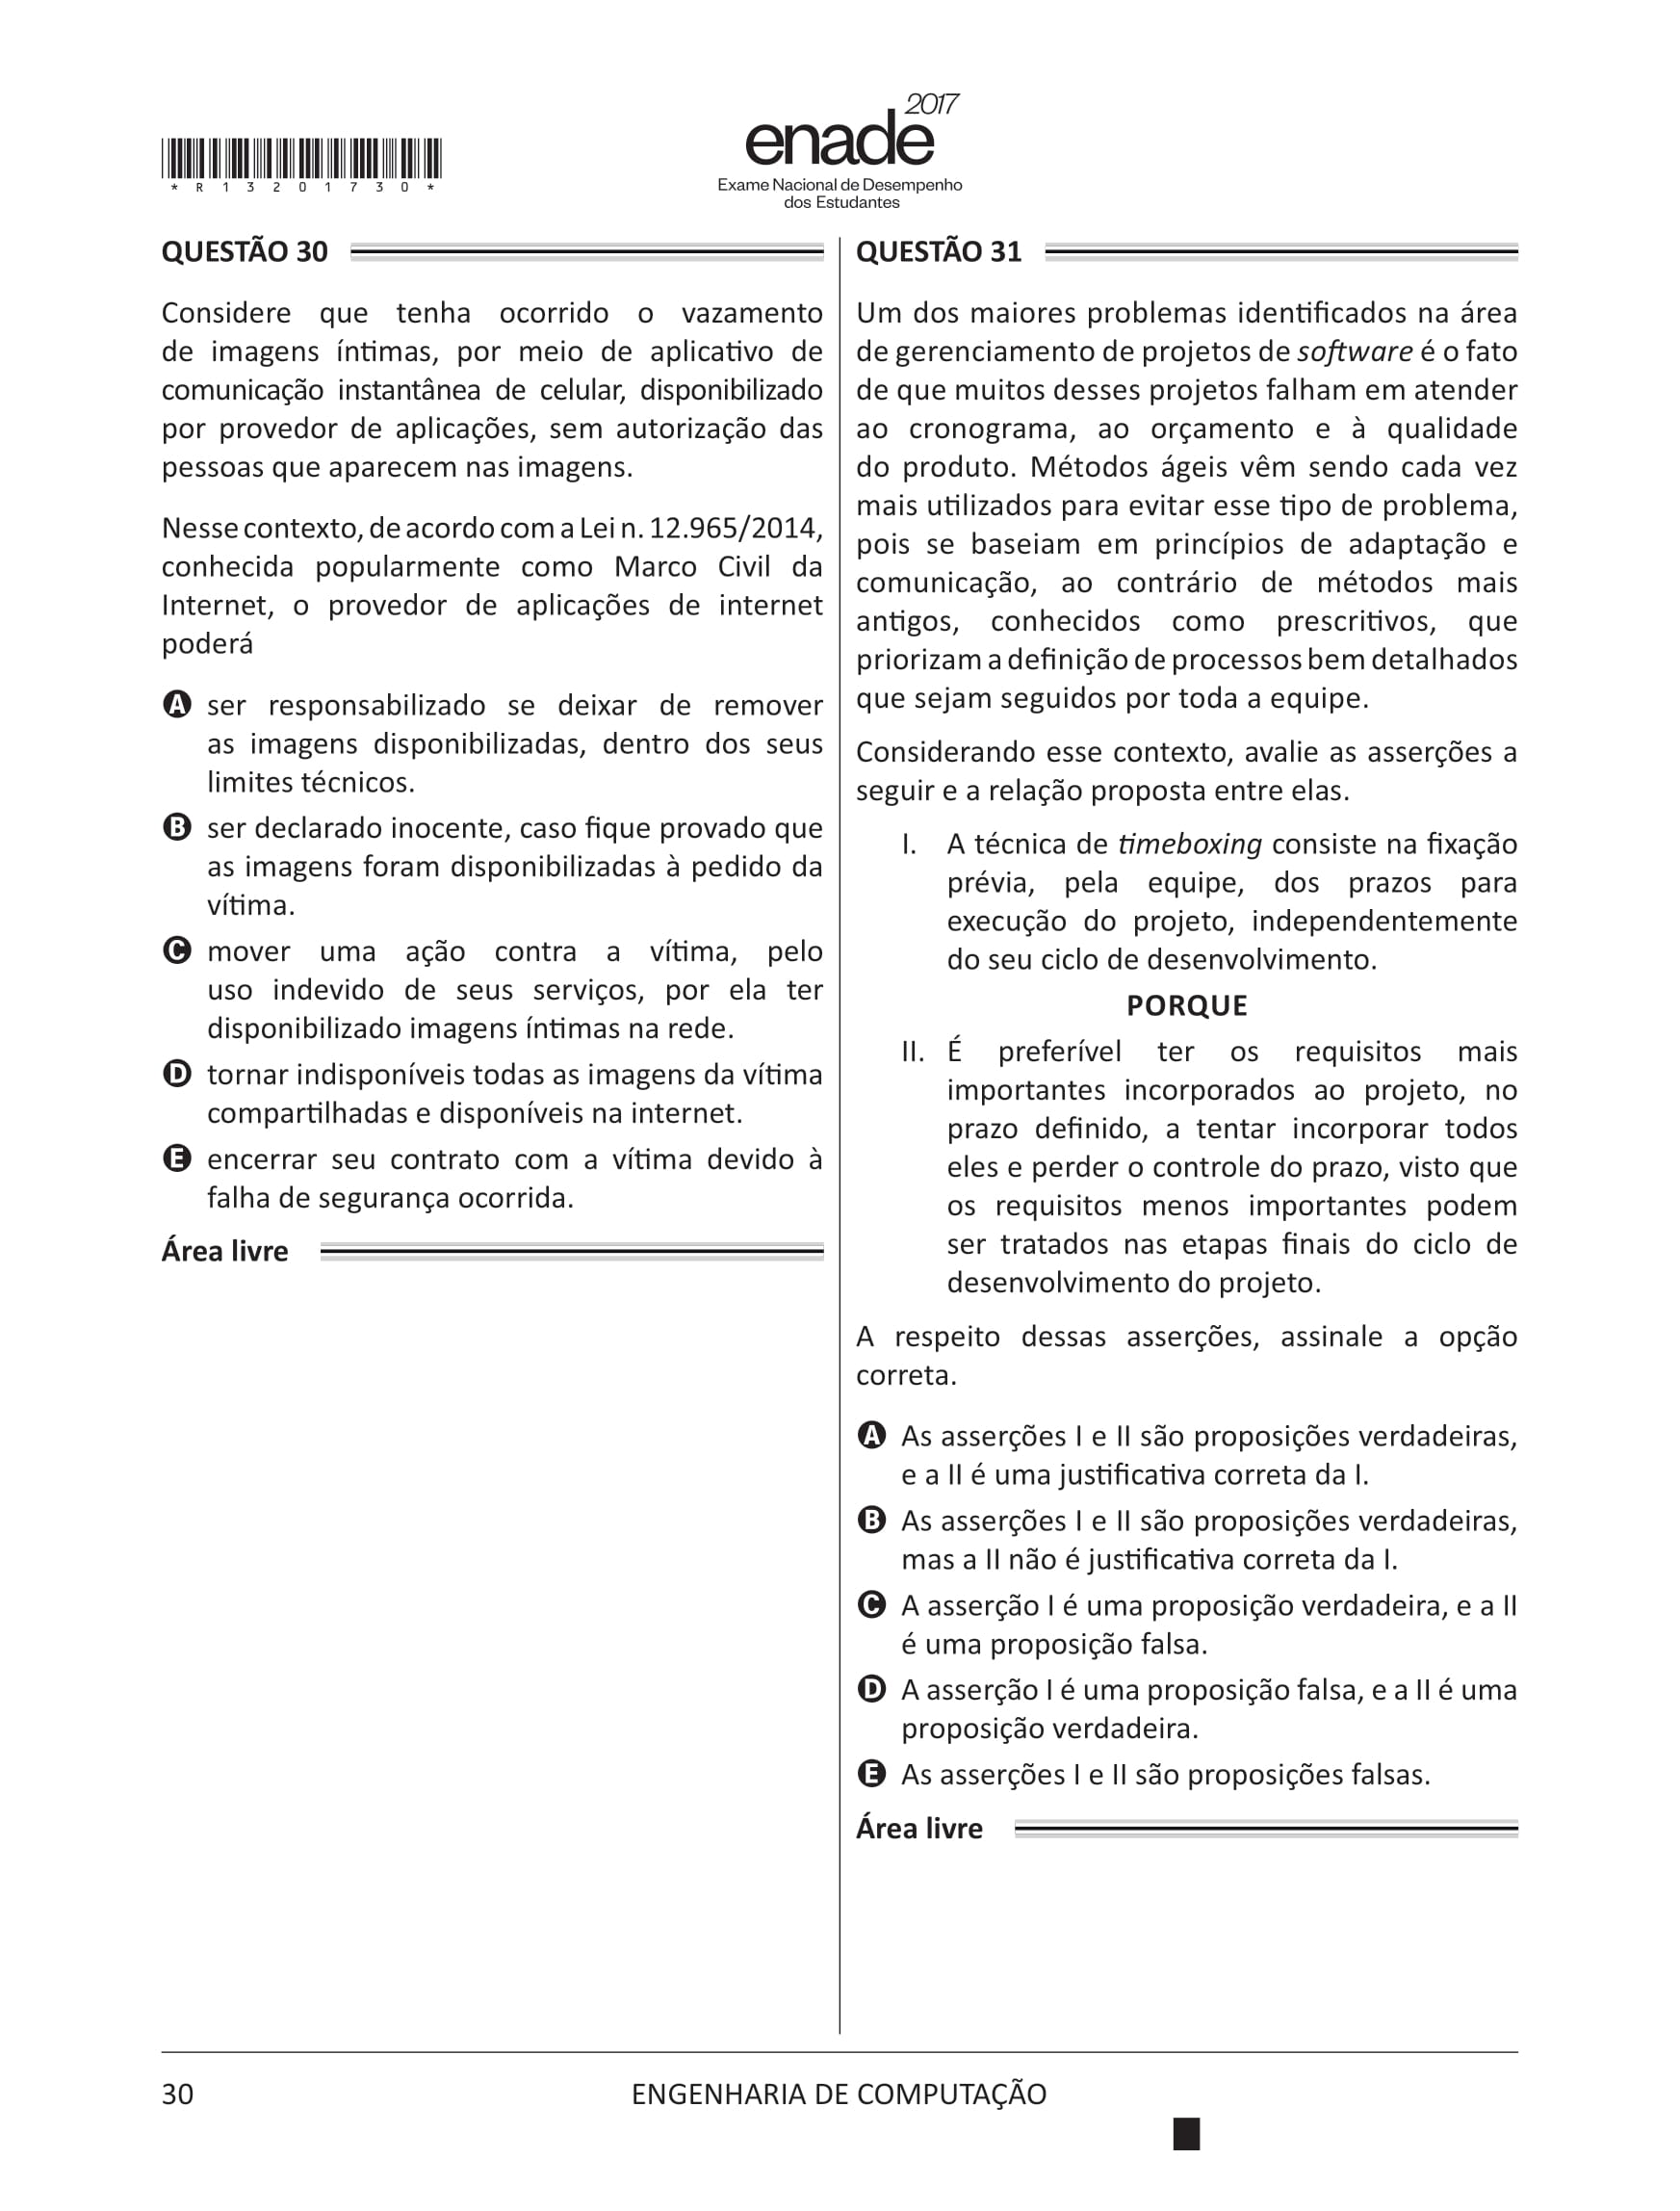 *R13201730*
enade 2017
Exame Nacional de Desempenho
dos Estudantes
QUESTÃO 30
Considere que tenha ocorrido o vazamento
de imagens íntimas, por meio de aplicativo de
comunicação instantânea de celular, disponibilizado
por provedor de aplicações, sem autorização das
pessoas que aparecem nas imagens.
Nesse contexto, de acordo com a Lei n. 12.965/2014,
conhecida popularmente como Marco Civil da
Internet, o provedor de aplicações de internet
poderá
A ser responsabilizado se deixar de remover
as imagens disponibilizadas, dentro dos seus
limites técnicos.
B ser declarado inocente, caso fique provado que
as imagens foram disponibilizadas à pedido da
vítima.
C mover uma ação contra a vítima, pelo
uso indevido de seus serviços, por ela ter
disponibilizado imagens íntimas na rede.
D tornar indisponíveis todas as imagens da vítima
compartilhadas e disponíveis na internet.
E encerrar seu contrato com a vítima devido à
falha de segurança ocorrida.
Área livre
QUESTÃO 31
Um dos maiores problemas identificados na área
de gerenciamento de projetos de software é o fato
de que muitos desses projetos falham em atender
ao cronograma, ao orçamento e à qualidade
do produto. Métodos ágeis vêm sendo cada vez
mais utilizados para evitar esse tipo de problema,
pois se baseiam em princípios de adaptação e
comunicação, ao contrário de métodos mais
antigos, conhecidos como prescritivos, que
priorizam a definição de processos bem detalhados
que sejam seguidos por toda a equipe.
Considerando esse contexto, avalie as asserções a
seguir e a relação proposta entre elas.
I. A técnica de timeboxing consiste na fixação
prévia, pela equipe, dos prazos para
execução do projeto, independentemente
do seu ciclo de desenvolvimento.
PORQUE
II. É preferível ter os requisitos mais
importantes incorporados ao projeto, no
prazo definido, a tentar incorporar todos
eles e perder o controle do prazo, visto que
os requisitos menos importantes podem
ser tratados nas etapas finais do ciclo de
desenvolvimento do projeto.
A respeito dessas asserções, assinale a opção
correta.
A As asserções I e II são proposições verdadeiras,
e a II é uma justificativa correta da I.
B As asserções I e II são proposições verdadeiras,
mas a II não é justificativa correta da I.
C A asserção I é uma proposição verdadeira, e a II
é uma proposição falsa.
D A asserção I é uma proposição falsa, e a II é uma
proposição verdadeira.
E As asserções I e II são proposições falsas.
Área livre
30
ENGENHARIA DE COMPUTAÇÃO